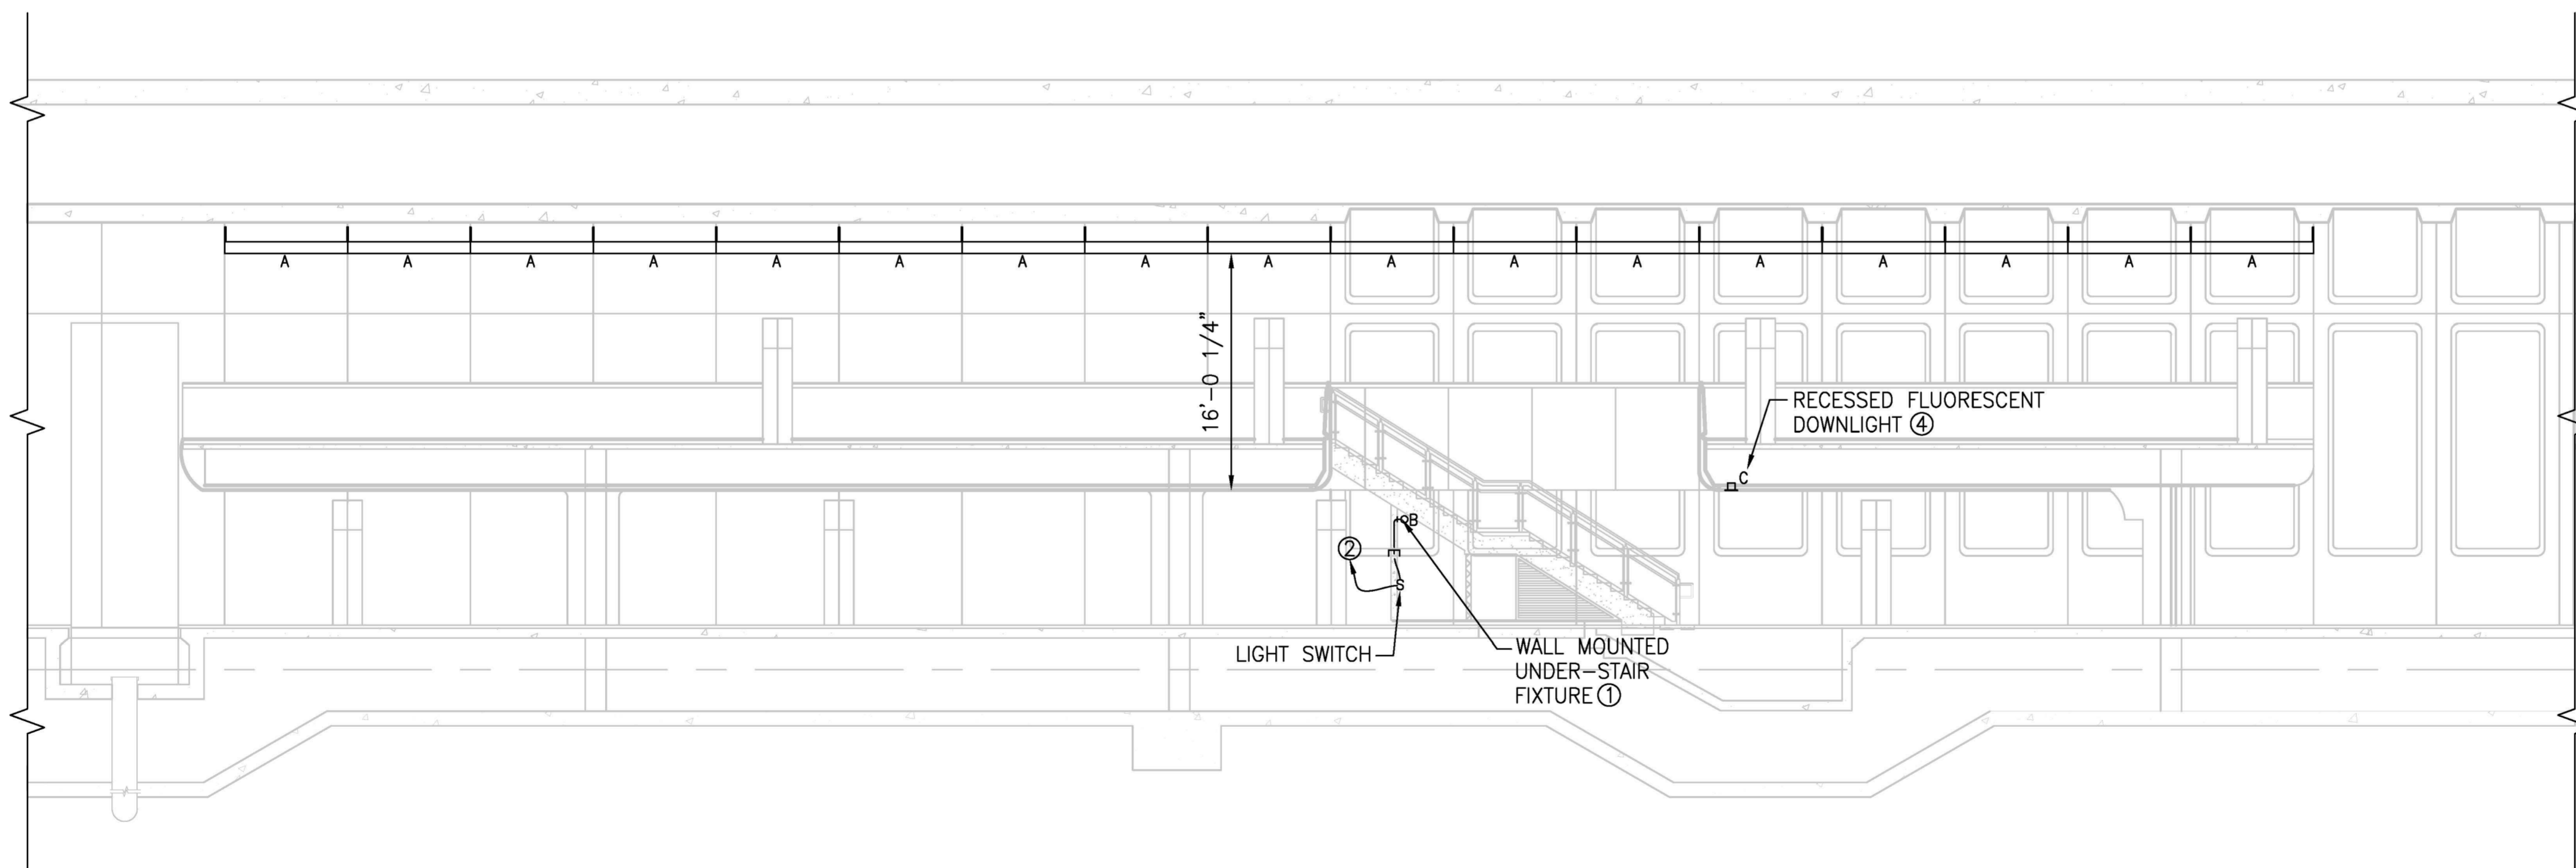 A A A A A A A A A A A A A A A A A
16'-0 1/4"
RECESSED FLUORESCENT
DOWNLIGHT ④
C
B
②
S
LIGHT SWITCH
WALL MOUNTED
UNDER-STAIR
FIXTURE ①